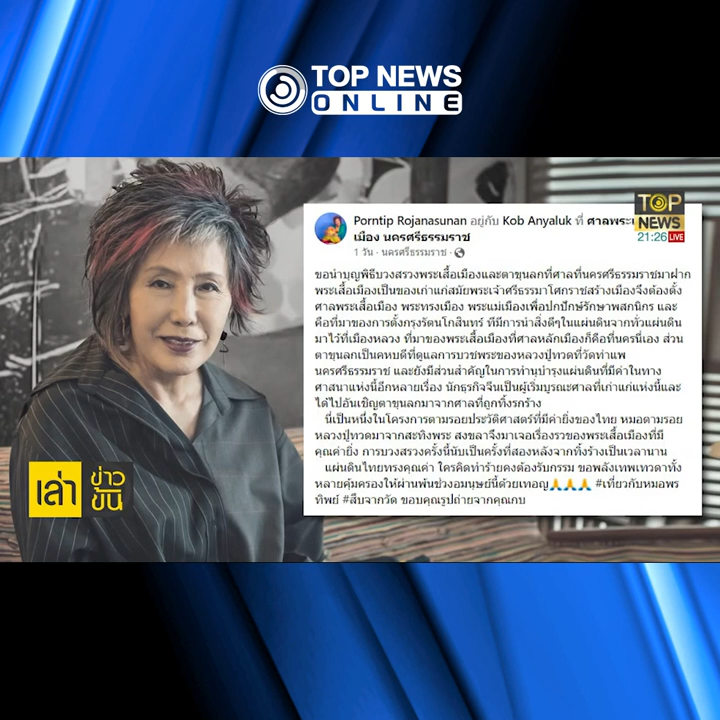 TOP NEWS
ONLINE
TOP
NEWS
21:26 LIVE
Porntip Rojanasunan อยู่กับ Kob Anyaluk ที่ ศาลพระ
เมือง นครศรีธรรมราช
1 วัน · นครศรีธรรมราช ·
ขอนำบุญพิธีบวงสรวงพระเสื้อเมืองและตาขุนลกที่ศาลที่นครศรีธรรมราชมาฝาก
พระเสื้อเมืองเป็นของเก่าแก่สมัยพระเจ้าศรีธรรมาโศกราชสร้างเมืองจึงต้องตั้ง
ศาลพระเสื้อเมือง พระทรงเมือง พระแม่เมืองเพื่อปกปักษ์รักษาพสกนิกร และ
คือที่มาของการตั้งกรุงรัตนโกสินทร์ ที่มีการนำสิ่งดีๆในแผ่นดินจากทั่วแผ่นดิน
มาไว้ที่เมืองหลวง ที่มาของพระเสื้อเมืองที่ศาลหลักเมืองก็คือที่นครนี่เอง ส่วน
ตาขุนลกเป็นคหบดีที่ดูแลการบวชพระของหลวงปู่ทวดที่วัดท่าแพ
นครศรีธรรมราช และยังมีส่วนสำคัญในการทำนุบำรุงแผ่นดินที่มีค่าในทาง
ศาสนาแห่งนี้อีกหลายเรื่อง นักธุรกิจจีนเป็นผู้เริ่มบูรณะศาลที่เก่าแก่แห่งนี้และ
ได้ไปอันเชิญตาขุนลกมาจากศาลที่ถูกทิ้งรกร้าง
นี่เป็นหนึ่งในโครงการตามรอยประวัติศาสตร์ที่มีค่ายิ่งของไทย หมอตามรอย
หลวงปู่ทวดมาจากสะทิงพระ สงขลาจึงมาเจอเรื่องรวของพระเสื้อเมืองที่มี
คุณค่ายิ่ง การบวงสรวงครั้งนี้นับเป็นครั้งที่สองหลังจากทิ้งร้างเป็นเวลานาน
แผ่นดินไทยทรงคุณค่า ใครคิดทำร้ายคงต้องรับกรรม ขอพลังเทพเทวดาทั้ง
หลายคุ้มครองให้ผ่านพ้นช่วงอมนุษย์นี้ด้วยเทอญ🙏🙏🙏 #เที่ยวกับหมอพร
ทิพย์ #สืบจากวัด ขอบคุณรูปถ่ายจากคุณกบ
เล่า
ข่าว
ข้น